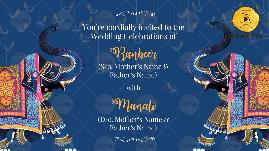 You're cordially invited to the
Wedding Celebrations of
Ranbeer
(S/o. Mother's Name &
Father's Name)
with
Manali
(D/o. Mother's Name &
Father's Name)